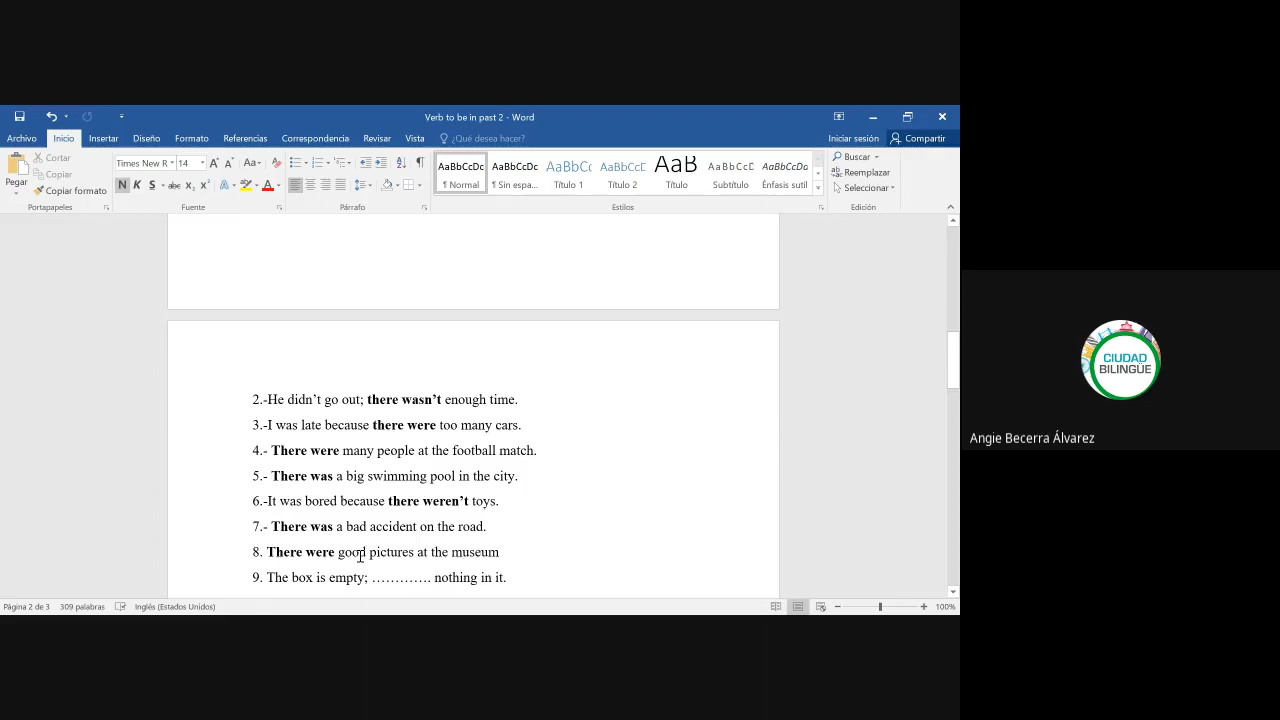 Verb to be in past 2 - Word
Archivo Inicio Insertar Diseño Formato Referencias Correspondencia Revisar Vista ¿Qué desea hacer? Iniciar sesión Compartir
Pegar
Cortar
Copiar
Copiar formato
Portapapeles
Times New R 14
N K S abc x₂ x²
Fuente
Párrafo
AaBbCcDc AaBbCcDc AaBbCc AaBbCcE AaB AaBbCcE AaBbCcDc
¶ Normal ¶ Sin espa... Título 1 Título 2 Título Subtítulo Énfasis sutil
Estilos
Buscar
Reemplazar
Seleccionar
Edición
2.-He didn’t go out; there wasn’t enough time.
3.-I was late because there were too many cars.
4.- There were many people at the football match.
5.- There was a big swimming pool in the city.
6.-It was bored because there weren’t toys.
7.- There was a bad accident on the road.
8. There were good pictures at the museum
9. The box is empty; …………. nothing in it.
Página 2 de 3 309 palabras Inglés (Estados Unidos) 100%
CIUDAD
BILINGÜE
Angie Becerra Álvarez